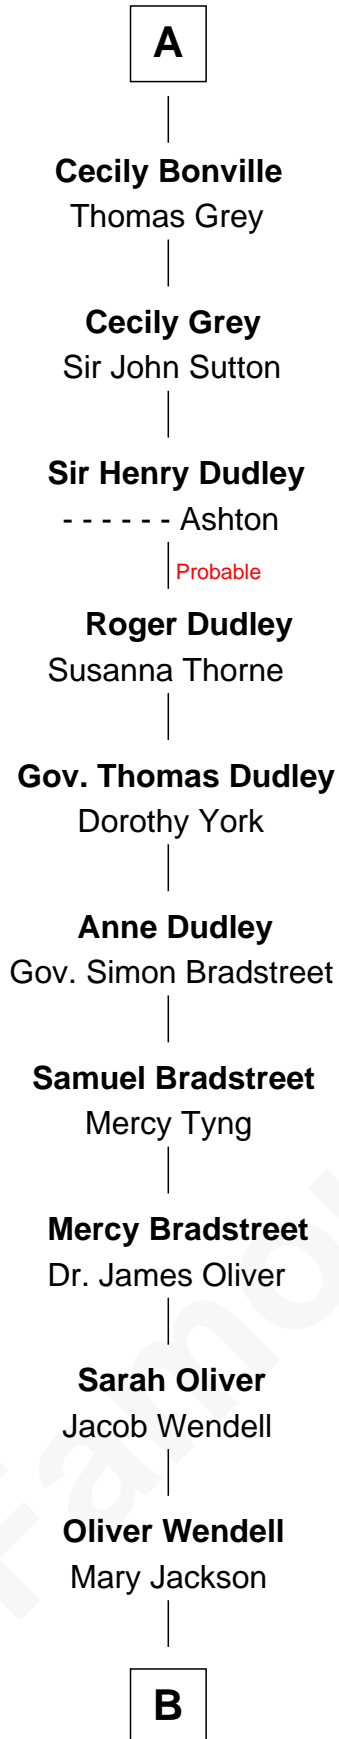 A
Cecily Bonville
Thomas Grey
Cecily Grey
Sir John Sutton
Sir Henry Dudley
- - - - - - Ashton
Probable
Roger Dudley
Susanna Thorne
Gov. Thomas Dudley
Dorothy York
Anne Dudley
Gov. Simon Bradstreet
Samuel Bradstreet
Mercy Tyng
Mercy Bradstreet
Dr. James Oliver
Sarah Oliver
Jacob Wendell
Oliver Wendell
Mary Jackson
B